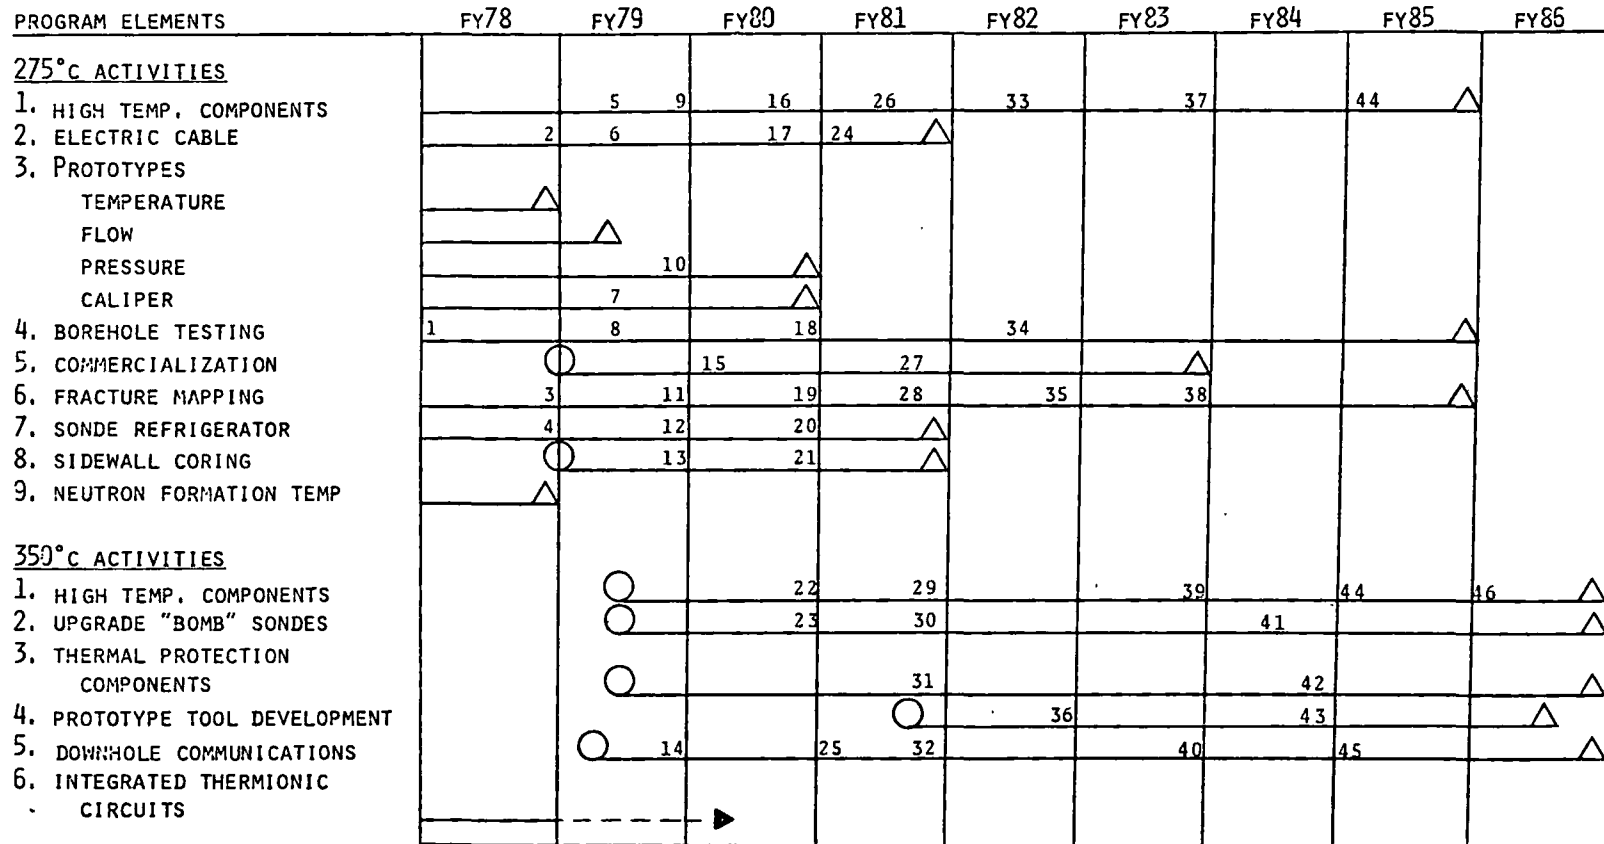 PROGRAM ELEMENTS FY78 FY79 FY80 FY81 FY82 FY83 FY84 FY85 FY86
275°C ACTIVITIES
1. HIGH TEMP. COMPONENTS 5 9 16 26 33 37 44
2. ELECTRIC CABLE 2 6 17 24
3. PROTOTYPES
TEMPERATURE
FLOW
PRESSURE 10
CALIPER 7
4. BOREHOLE TESTING 1 8 18 34
5. COMMERCIALIZATION 15 27
6. FRACTURE MAPPING 3 11 19 28 35 38
7. SONDE REFRIGERATOR 4 12 20
8. SIDEWALL CORING 13 21
9. NEUTRON FORMATION TEMP
350°C ACTIVITIES
1. HIGH TEMP. COMPONENTS 22 29 39 44 46
2. UPGRADE "BOMB" SONDES 23 30 41
3. THERMAL PROTECTION
COMPONENTS 31 42
4. PROTOTYPE TOOL DEVELOPMENT 36 43
5. DOWNHOLE COMMUNICATIONS 14 25 32 40 45
6. INTEGRATED THERMIONIC
CIRCUITS